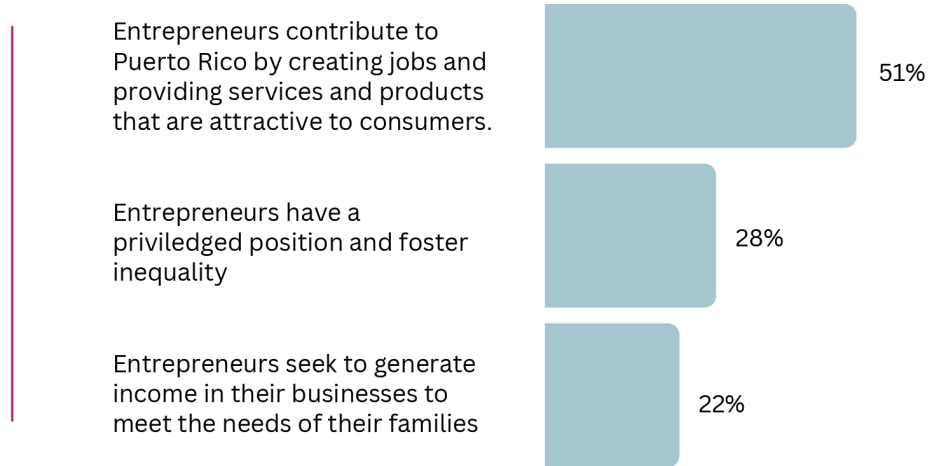 Entrepreneurs contribute to
Puerto Rico by creating jobs and
providing services and products
that are attractive to consumers.
51%
Entrepreneurs have a
priviledged position and foster
inequality
28%
Entrepreneurs seek to generate
income in their businesses to
meet the needs of their families
22%